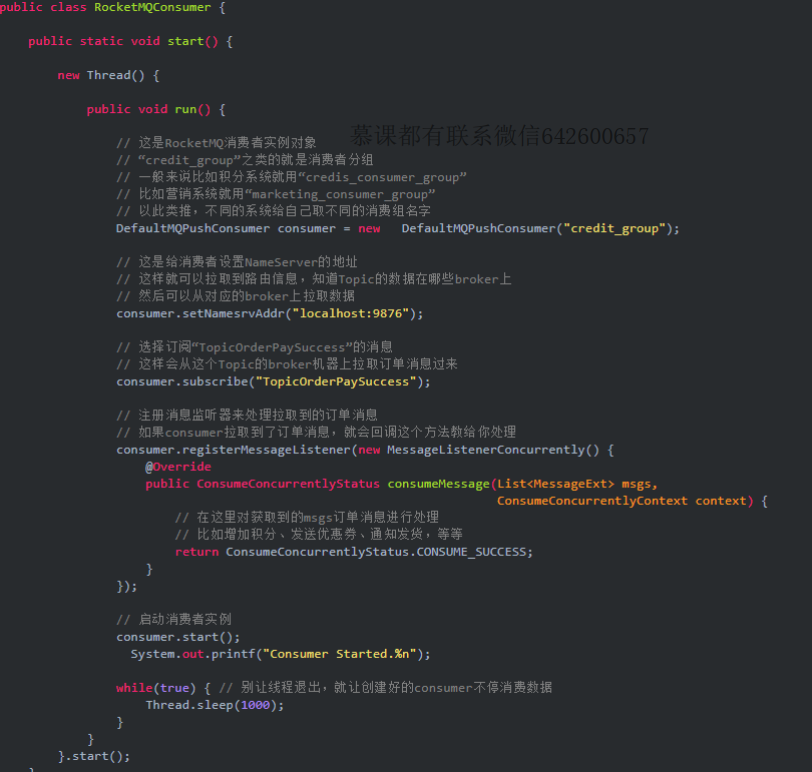 public class RocketMQConsumer {
public static void start() {
new Thread() {
public void run() {
慕课都有联系微信642600657
// 这是RocketMQ消费者实例对象
// “credit_group”之类的就是消费者分组
// 一般来说比如积分系统就用“credis_consumer_group”
// 比如营销系统就用“marketing_consumer_group”
// 以此类推，不同的系统给自己取不同的消费组名字
DefaultMQPushConsumer consumer = new   DefaultMQPushConsumer("credit_group");
// 这是给消费者设置NameServer的地址
// 这样就可以拉取到路由信息，知道Topic的数据在哪些broker上
// 然后可以从对应的broker上拉取数据
consumer.setNamesrvAddr("localhost:9876");
// 选择订阅“TopicOrderPaySuccess”的消息
// 这样会从这个Topic的broker机器上拉取订单消息过来
consumer.subscribe("TopicOrderPaySuccess");
// 注册消息监听器来处理拉取到的订单消息
// 如果consumer拉取到了订单消息，就会回调这个方法教给你处理
consumer.registerMessageListener(new MessageListenerConcurrently() {
@Override
public ConsumeConcurrentlyStatus consumeMessage(List<MessageExt> msgs,
ConsumeConcurrentlyContext context) {
// 在这里对获取到的msgs订单消息进行处理
// 比如增加积分、发送优惠券、通知发货，等等
return ConsumeConcurrentlyStatus.CONSUME_SUCCESS;
}
});
// 启动消费者实例
consumer.start();
System.out.printf("Consumer Started.%n");
while(true) { // 别让线程退出，就让创建好的consumer不停消费数据
Thread.sleep(1000);
}
}
}.start();
}